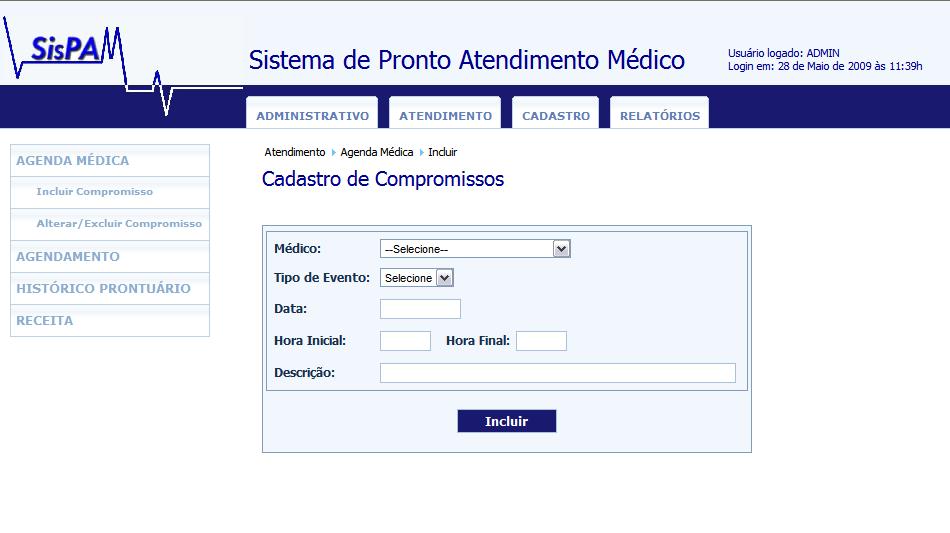 SisPA
Sistema de Pronto Atendimento Médico
Usuário logado: ADMIN
Login em: 28 de Maio de 2009 às 11:39h
ADMINISTRATIVO ATENDIMENTO CADASTRO RELATÓRIOS
AGENDA MÉDICA
Incluir Compromisso
Alterar/Excluir Compromisso
AGENDAMENTO
HISTÓRICO PRONTUÁRIO
RECEITA
Atendimento Agenda Médica Incluir
Cadastro de Compromissos
Médico: --Selecione--
Tipo de Evento: Selecione
Data:
Hora Inicial: Hora Final:
Descrição:
Incluir